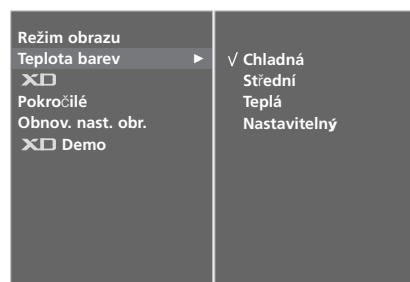 Režim obrazu
Teplota barev ►
XD
Pokročilé
Obnov. nast. obr.
XD Demo
√ Chladná
Střední
Teplá
Nastavitelný